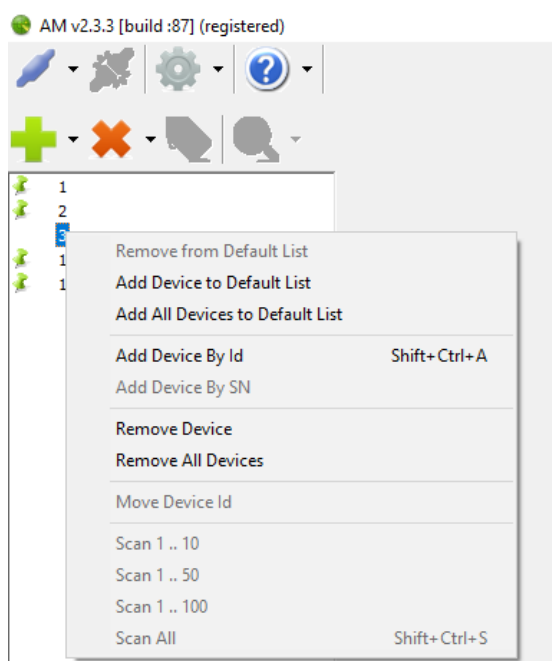 AM v2.3.3 [build :87] (registered)
1
2
3
1
1
Remove from Default List
Add Device to Default List
Add All Devices to Default List
Add Device By Id Shift+Ctrl+A
Add Device By SN
Remove Device
Remove All Devices
Move Device Id
Scan 1 .. 10
Scan 1 .. 50
Scan 1 .. 100
Scan All Shift+Ctrl+S